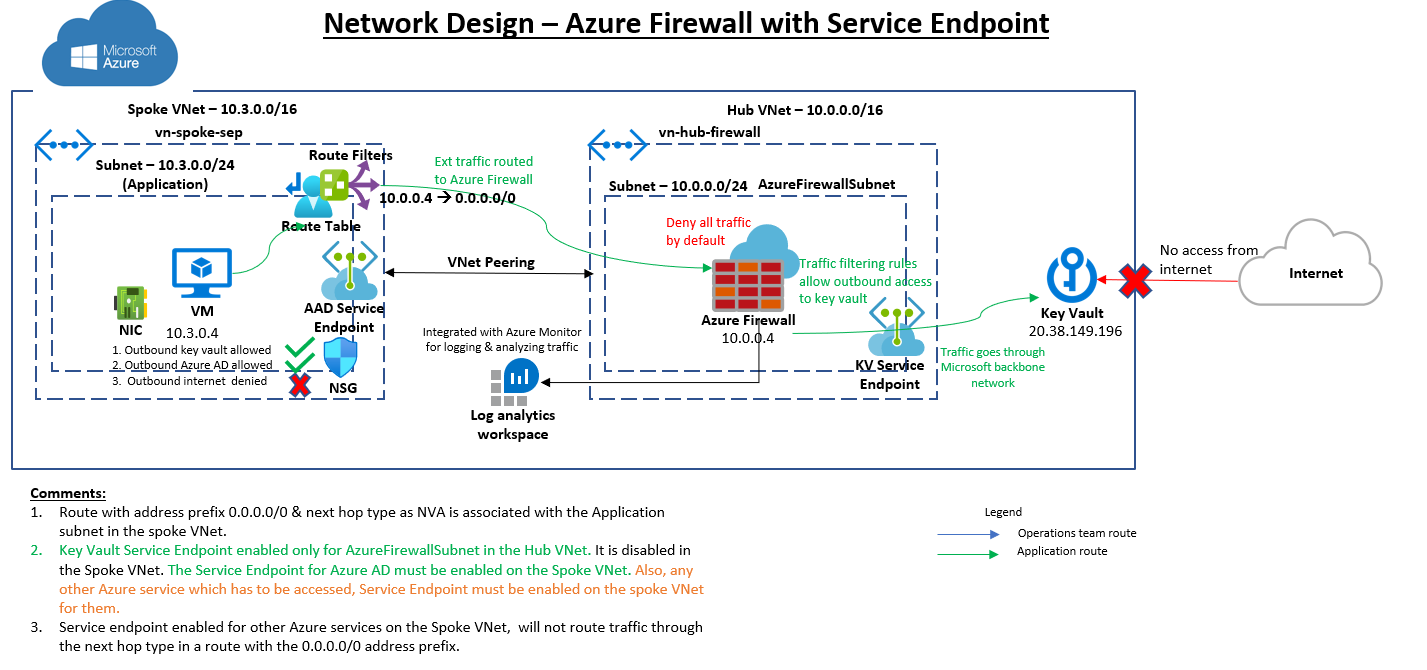 Network Design – Azure Firewall with Service Endpoint
Microsoft
Azure
Spoke VNet – 10.3.0.0/16
vn-spoke-sep
Subnet – 10.3.0.0/24
(Application)
Route Filters
Route Table
Ext traffic routed
to Azure Firewall
10.0.0.4 → 0.0.0.0/0
VM
10.3.0.4
NIC
1. Outbound key vault allowed
2. Outbound Azure AD allowed
3. Outbound internet denied
AAD Service
Endpoint
NSG
VNet Peering
Integrated with Azure Monitor
for logging & analyzing traffic
Log analytics
workspace
Hub VNet – 10.0.0.0/16
vn-hub-firewall
Subnet – 10.0.0.0/24 AzureFirewallSubnet
Deny all traffic
by default
Traffic filtering rules
allow outbound access
to key vault
Azure Firewall
10.0.0.4
KV Service
Endpoint
Traffic goes through
Microsoft backbone
network
Key Vault
20.38.149.196
No access from
internet
Internet
Comments:
1. Route with address prefix 0.0.0.0/0 & next hop type as NVA is associated with the Application
subnet in the spoke VNet.
2. Key Vault Service Endpoint enabled only for AzureFirewallSubnet in the Hub VNet. It is disabled in
the Spoke VNet. The Service Endpoint for Azure AD must be enabled on the Spoke VNet. Also, any
other Azure service which has to be accessed, Service Endpoint must be enabled on the spoke VNet
for them.
3. Service endpoint enabled for other Azure services on the Spoke VNet, will not route traffic through
the next hop type in a route with the 0.0.0.0/0 address prefix.
Legend
Operations team route
Application route